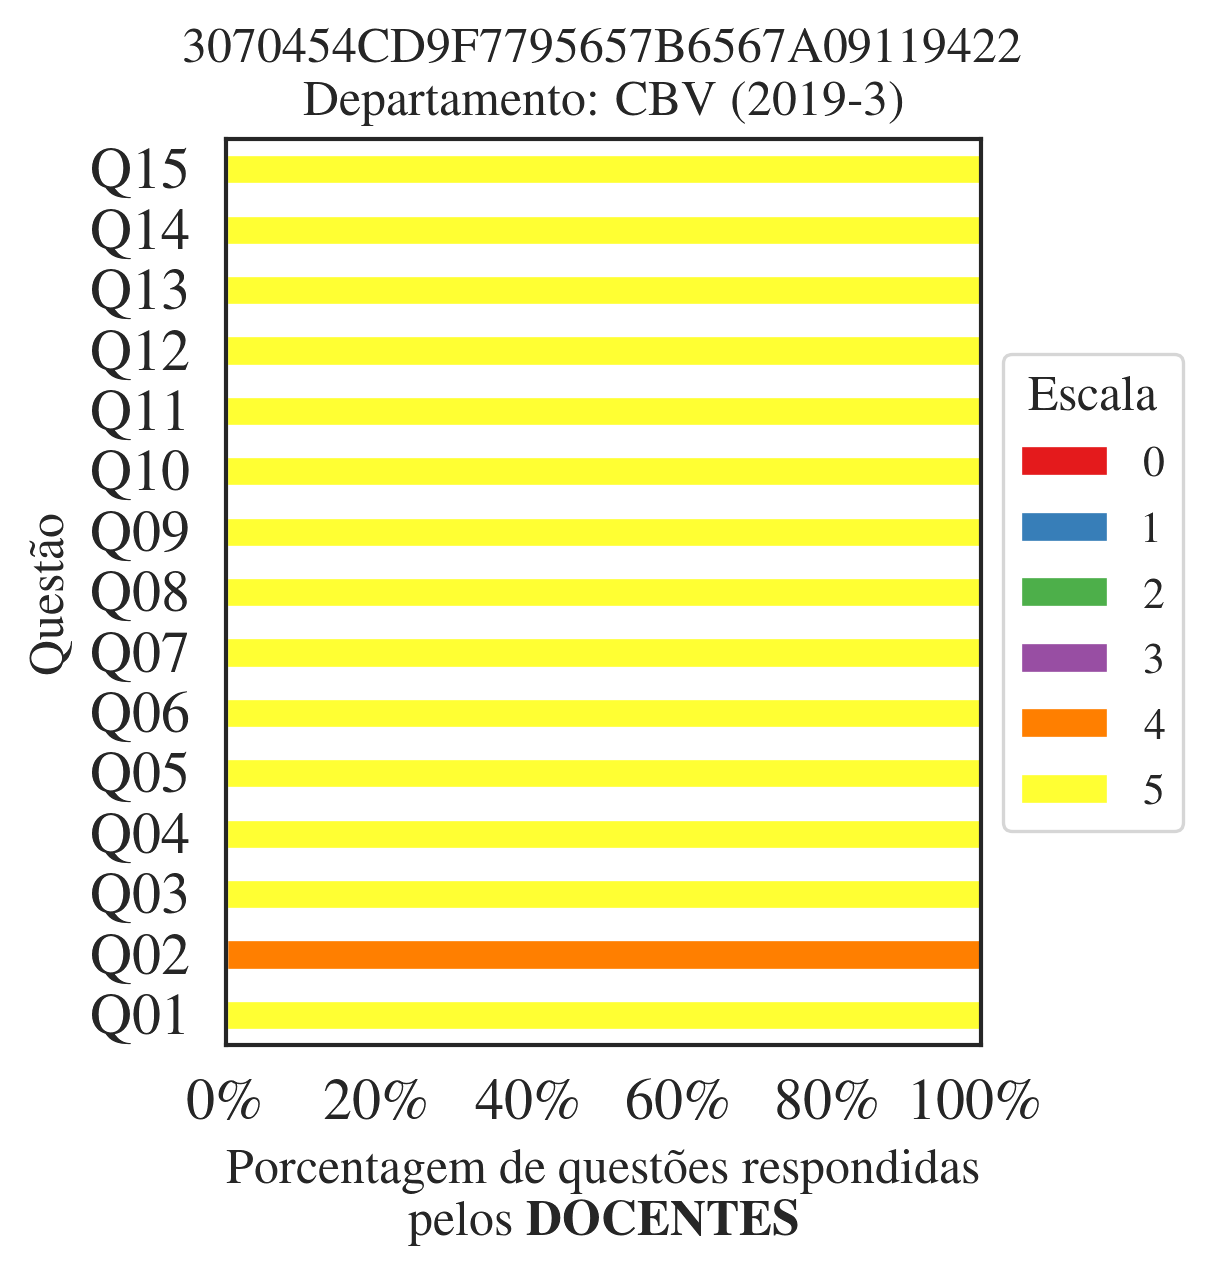 3070454CD9F7795657B6567A09119422
Departamento: CBV (2019-3)
Q15
Q14
Q13
Q12
Q11
Q10
Q09
Q08
Q07
Q06
Q05
Q04
Q03
Q02
Q01
Questão
0% 20% 40% 60% 80% 100%
Porcentagem de questões respondidas
pelos DOCENTES
Escala
0
1
2
3
4
5